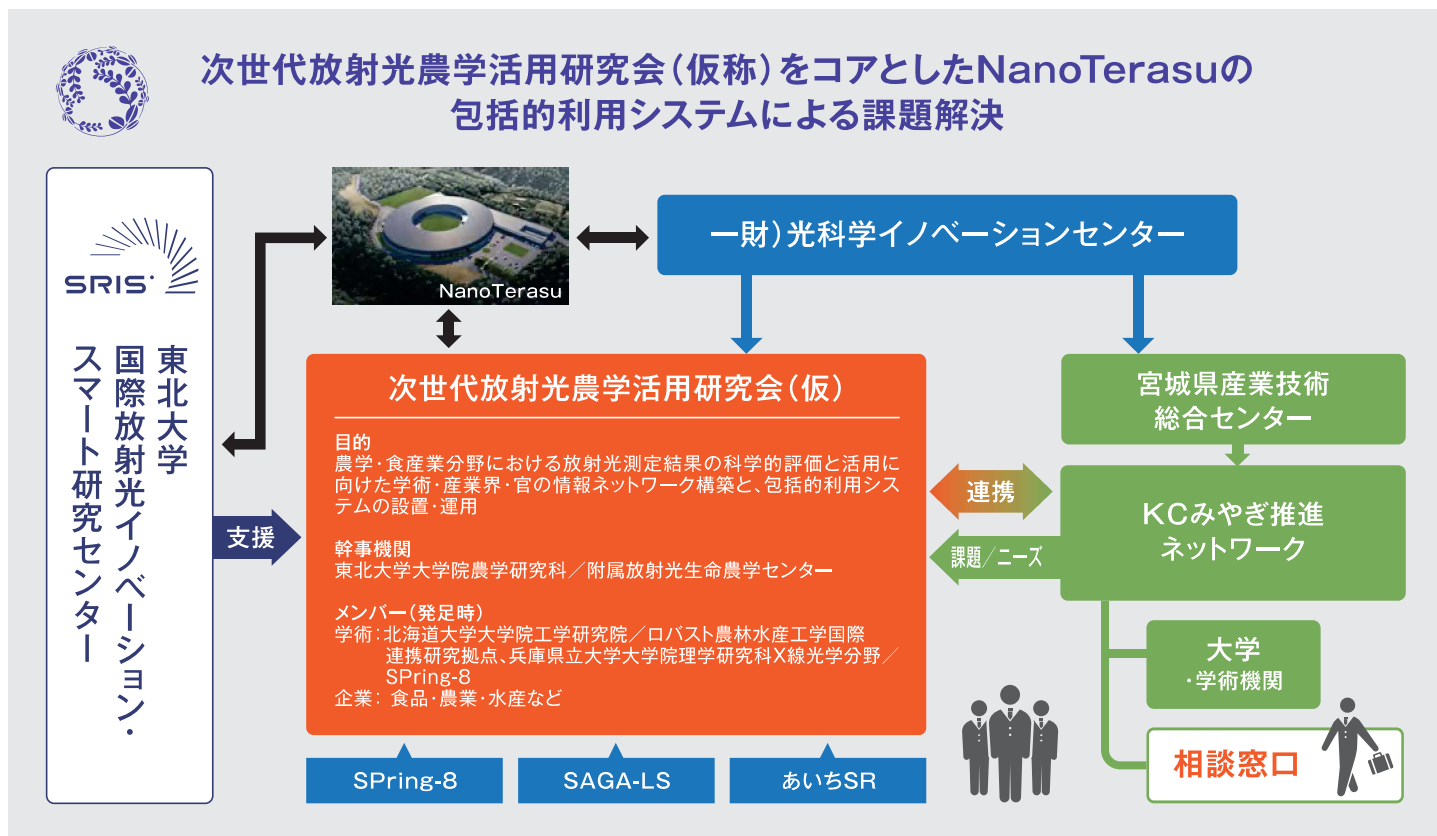 次世代放射光農学活用研究会（仮称）をコアとしたNanoTerasuの
包括的利用システムによる課題解決
SRIS
東北大学
国際放射光イノベーション・
スマート研究センター
NanoTerasu
一財）光科学イノベーションセンター
支援
次世代放射光農学活用研究会（仮）
目的
農学・食産業分野における放射光測定結果の科学的評価と活用に
向けた学術・産業界・官の情報ネットワーク構築と、包括的利用シス
テムの設置・運用
幹事機関
東北大学大学院農学研究科／附属放射光生命農学センター
メンバー（発足時）
学術：北海道大学大学院工学研究院／ロバスト農林水産工学国際
連携研究拠点、兵庫県立大学大学院理学研究科X線光学分野／
SPring-8
企業： 食品・農業・水産など
SPring-8
SAGA-LS
あいちSR
連携
課題／ニーズ
宮城県産業技術
総合センター
KCみやぎ推進
ネットワーク
大学
・学術機関
相談窓口